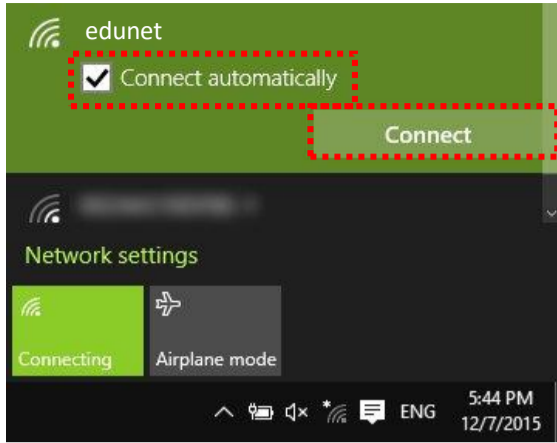 edunet
Connect automatically
Connect
Network settings
Connecting
Airplane mode
ENG
5:44 PM
12/7/2015